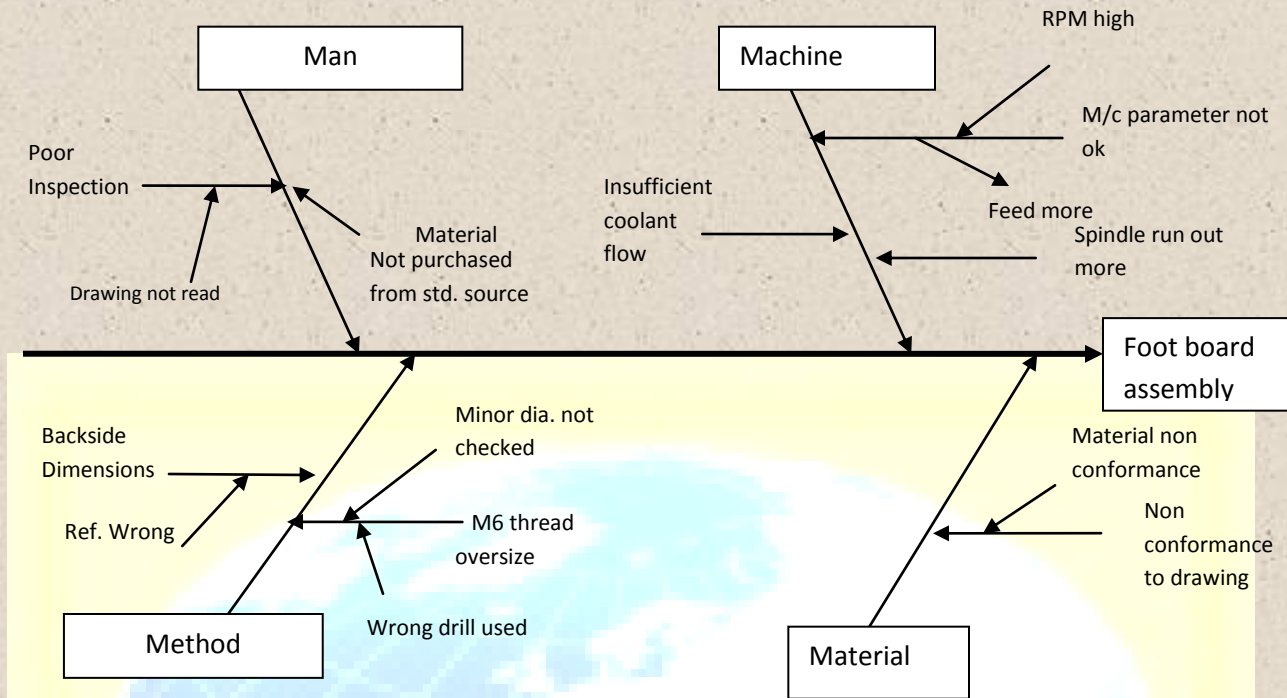 Man
Machine
RPM high
M/c parameter not
ok
Poor
Inspection
Insufficient
coolant
flow
Feed more
Material
Not purchased
from std. source
Spindle run out
more
Drawing not read
Foot board
assembly
Backside
Dimensions
Minor dia. not
checked
Material non
conformance
Ref. Wrong
M6 thread
oversize
Non
conformance
to drawing
Wrong drill used
Method
Material